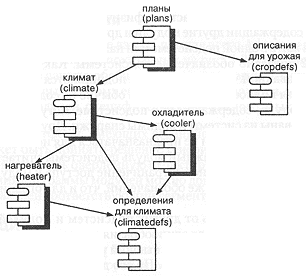 планы
(plans)
описания
для урожая
(cropdefs)
климат
(climate)
охладитель
(cooler)
нагреватель
(heater)
определения
для климата
(climatedefs)